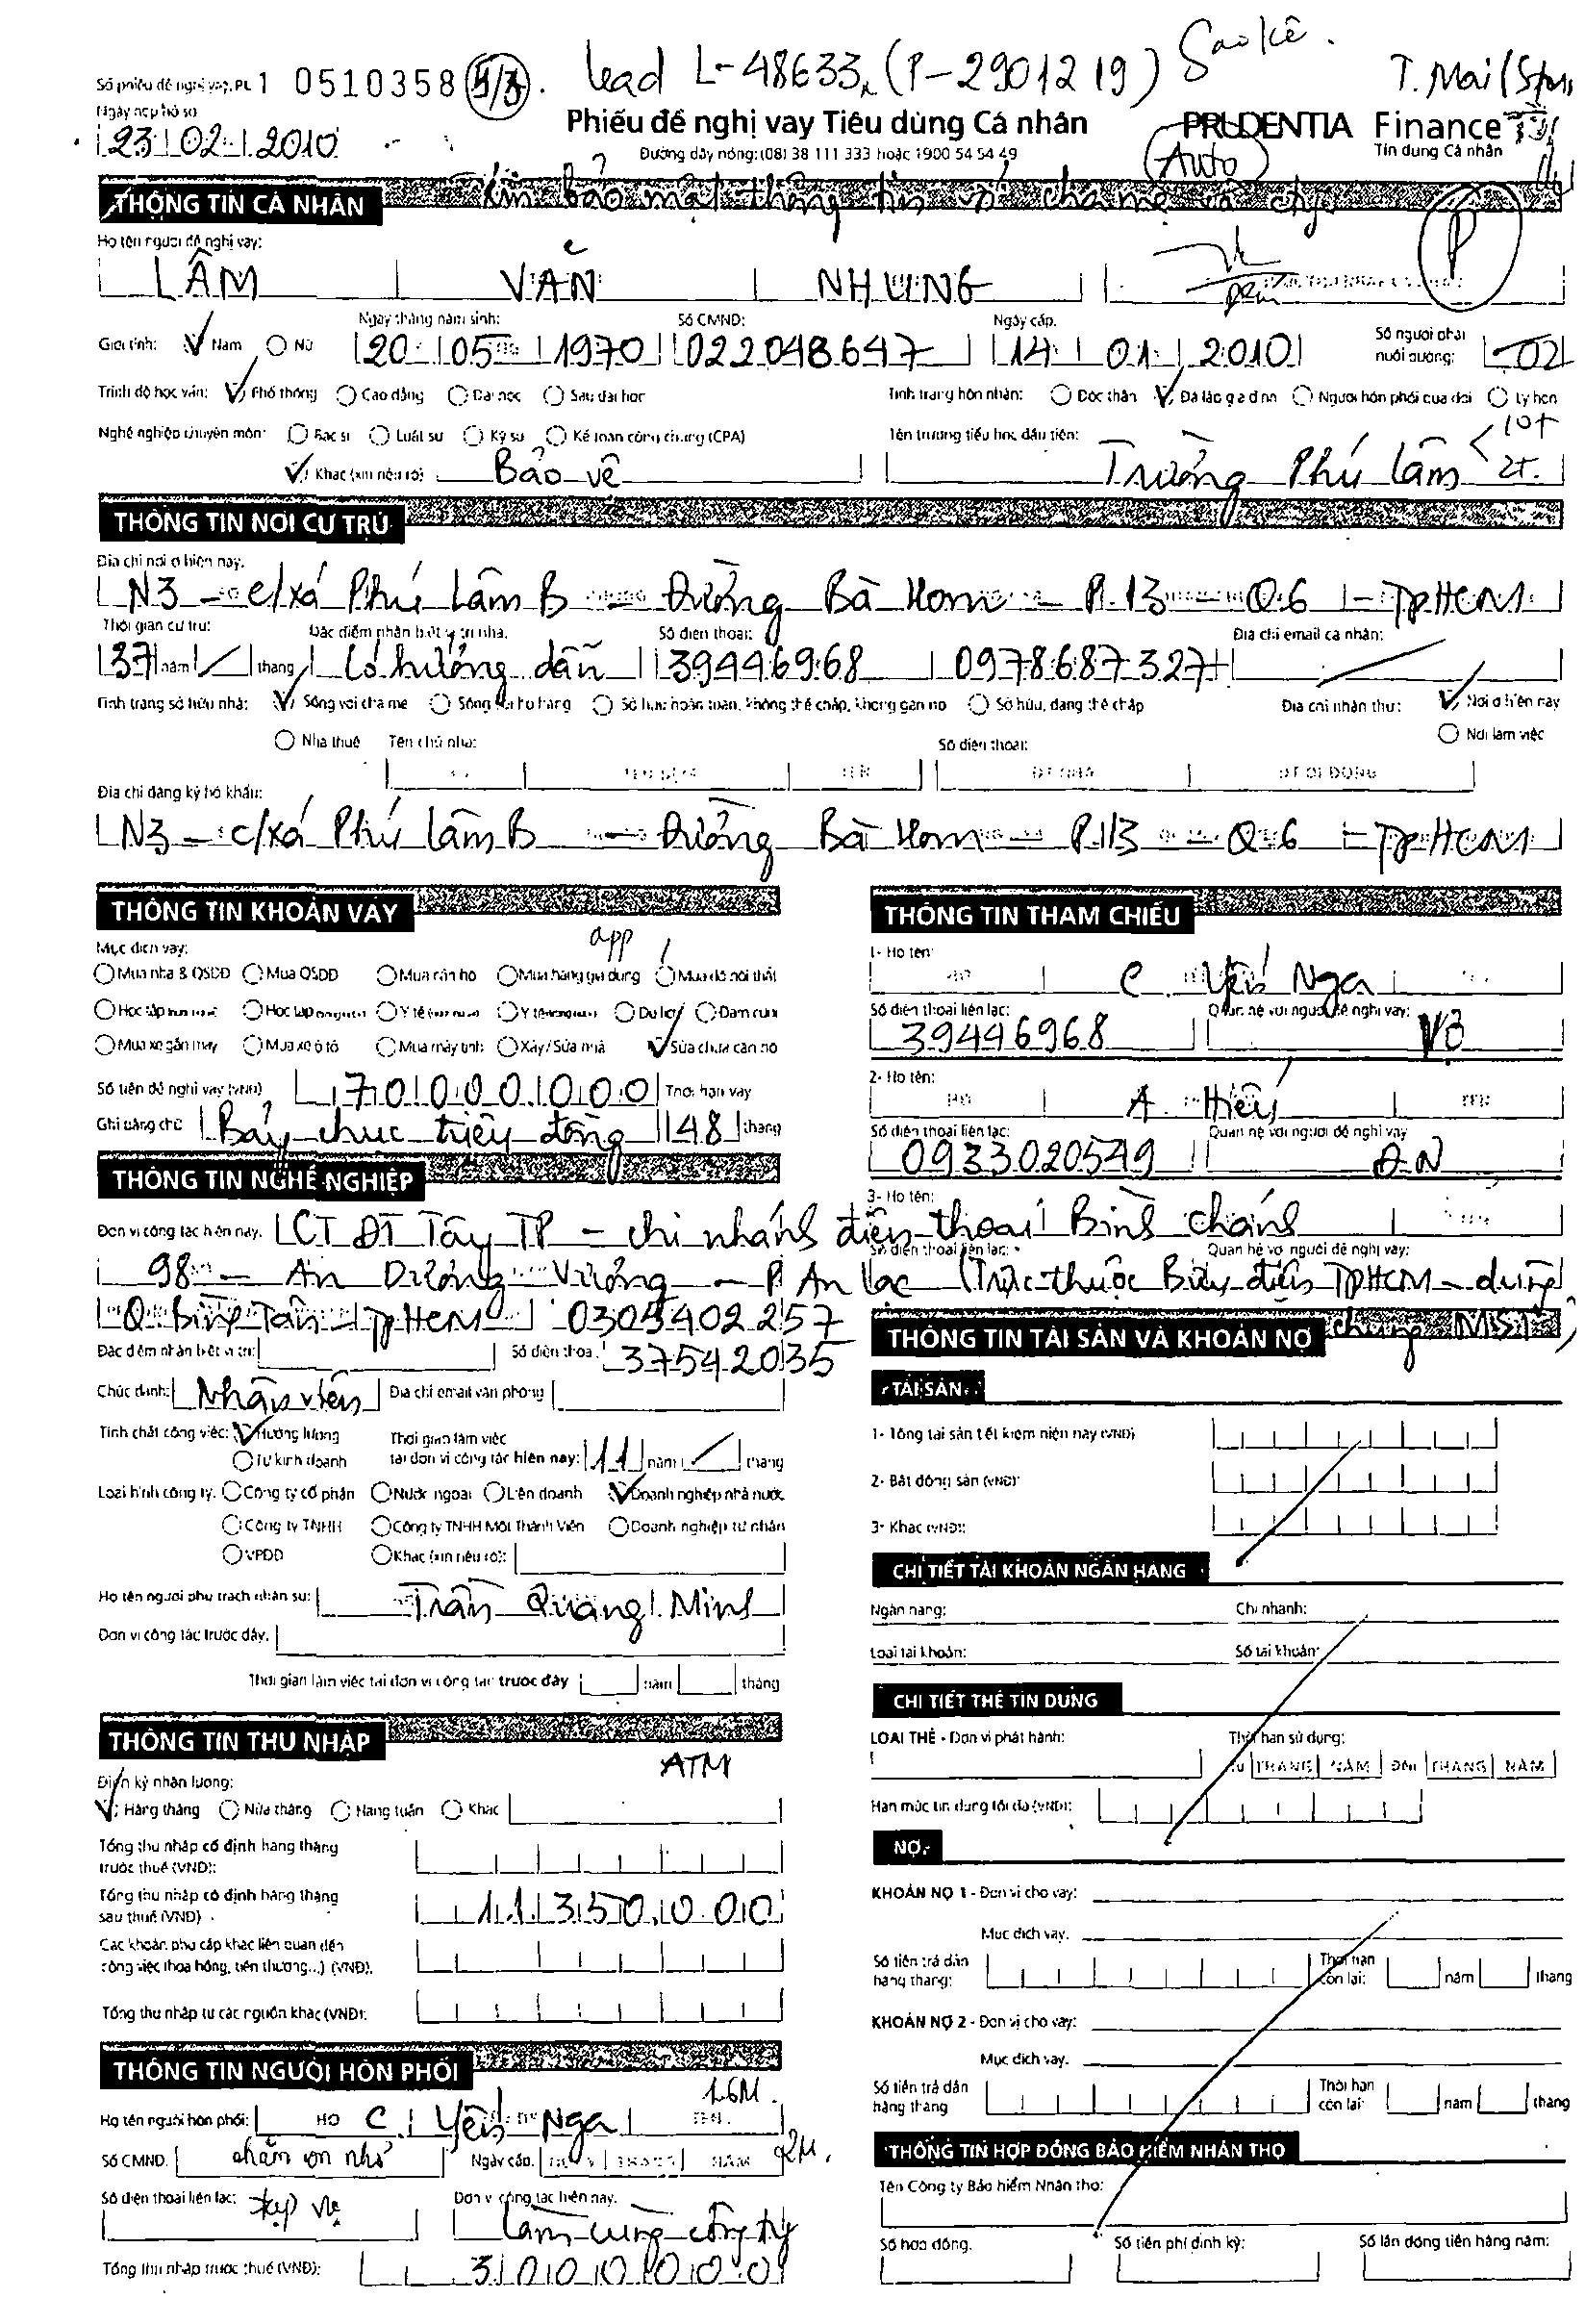 Số phiếu đề nghị vay, PL 1 0510358 lead L-48633 (P-2901219) Sao kê.
T. Mai
Ngày nộp hồ sơ
23 02 2010
Phiếu đề nghị vay Tiêu dùng Cá nhân
PRUDENTIA Finance
Đường dây nóng: (08) 38 111 333 hoặc 1900 54 54 49
Tín dụng Cá nhân
Auto
THÔNG TIN CÁ NHÂN
bảo mật thông tin cha mẹ
P
Họ tên người đề nghị vay:
LÂM VĂN NHUNG
Ngày tháng năm sinh: Số CMND: Ngày cấp:
Giới tính: Nam Nữ 20 05 1970 022048647 14 01 2010 Số người phải nuôi dưỡng: 02
Trình độ học vấn: Phổ thông Cao đẳng Đại học Sau đại học Tình trạng hôn nhân: Độc thân Đã lập gia đình Người hôn phối qua đời Ly hôn
Nghề nghiệp chuyên môn: Bác sĩ Luật sư Kỹ sư Kế toán công chứng (CPA) Tên trường tiểu học đầu tiên:
Khác (xin nêu rõ) Bảo vệ Trường Phú Lâm
THÔNG TIN NƠI CƯ TRÚ
Địa chỉ nơi ở hiện nay:
N3 - c/xá Phú Lâm B - Đường Bà Hom - P.13 - Q.6 - TpHCM
Thời gian cư trú: Đặc điểm nhận biết vị trí nhà: Số điện thoại: Địa chỉ email cá nhân:
37 năm tháng Có hướng dẫn 39446968 0978687327
Tình trạng sở hữu nhà: Sống với cha mẹ Sống với họ hàng Sở hữu hoàn toàn, không thế chấp, không gán nợ Sở hữu, đang thế chấp Địa chỉ nhận thư: Nơi ở hiện nay
Nhà thuê Tên chủ nhà: Số điện thoại: Nơi làm việc
TÊN ĐỆM TÊN ĐT NHÀ ĐT DI ĐỘNG
Địa chỉ đăng ký hộ khẩu:
N3 - c/xá Phú Lâm B - Đường Bà Hom - P.13 - Q.6 - TpHCM
THÔNG TIN KHOẢN VAY
app
Mục đích vay:
Mua nhà & QSDĐ Mua QSDĐ Mua căn hộ Mua hàng gia dụng Mua đồ nội thất
Học tập Học tập Y tế Y tế Du lịch Đám cưới
Mua xe gắn máy Mua xe ô tô Mua máy tính Xây/Sửa nhà Sửa chữa căn hộ
Số tiền đề nghị vay (VNĐ) 70000000 Thời hạn vay
Ghi bằng chữ Bảy chục triệu đồng 48 tháng
THÔNG TIN THAM CHIẾU
1- Họ tên:
C Yến Nga
Số điện thoại liên lạc: Quan hệ với người đề nghị vay:
39446968 Vợ
2- Họ tên:
A Hiếu
Số điện thoại liên lạc: Quan hệ với người đề nghị vay
0933020549 ĐN
3- Họ tên:
Số điện thoại liên lạc: Quan hệ với người đề nghị vay:
THÔNG TIN NGHỀ NGHIỆP
Đơn vị công tác hiện nay: CT ĐT Tây TP - chi nhánh điện thoại Bình Chánh
98 - An Dương Vương - P An Lạc (Trực thuộc Bưu điện TPHCM - dùng
Q. Bình Tân - TpHCM 0305402257 chung MST)
Đặc điểm nhận biết vị trí: Số điện thoại: 37542035
Chức danh: Nhân viên Địa chỉ email văn phòng
Tính chất công việc: Hưởng lương Thời gian làm việc
Tự kinh doanh tại đơn vị công tác hiện nay: 11 năm tháng
Loại hình công ty: Công ty cổ phần Nước ngoài Liên doanh Doanh nghiệp nhà nước
Công ty TNHH Công ty TNHH Một Thành Viên Doanh nghiệp tư nhân
VPDD Khác (xin nêu rõ):
Họ tên người phụ trách nhân sự: Trần Quang Minh
Đơn vị công tác trước đây:
Thời gian làm việc tại đơn vị công tác trước đây năm tháng
THÔNG TIN THU NHẬP
ATM
Định kỳ nhận lương:
Hàng tháng Nửa tháng Hàng tuần Khác
Tổng thu nhập cố định hàng tháng
trước thuế (VNĐ):
Tổng thu nhập cố định hàng tháng
sau thuế (VNĐ) 11350000
Các khoản phụ cấp khác liên quan đến
công việc (hoa hồng, tiền thưởng...) (VNĐ):
Tổng thu nhập từ các nguồn khác (VNĐ):
THÔNG TIN NGƯỜI HÔN PHỐI
1.6M.
Họ tên người hôn phối: HỌ C Yến Nga TÊN
Số CMND. Ngày cấp: THÁNG NĂM 2M.
Số điện thoại liên lạc: tạp vụ Đơn vị công tác hiện nay:
Làm cùng công ty
Tổng thu nhập trước thuế (VNĐ): 3000000
THÔNG TIN TÀI SẢN VÀ KHOẢN NỢ
TÀI SẢN
1- Tổng tài sản tiết kiệm hiện nay (VNĐ)
2- Bất động sản (VNĐ):
3- Khác (VNĐ):
CHI TIẾT TÀI KHOẢN NGÂN HÀNG
Ngân hàng: Chi nhánh:
Loại tài khoản: Số tài khoản:
CHI TIẾT THẺ TÍN DỤNG
LOẠI THẺ - Đơn vị phát hành: Thời hạn sử dụng:
Từ THÁNG NĂM Đến THÁNG NĂM
Hạn mức tín dụng tối đa (VNĐ):
NỢ
KHOẢN NỢ 1 - Đơn vị cho vay:
Mục đích vay.
Số tiền trả dần hàng tháng: Thời hạn còn lại: năm tháng
KHOẢN NỢ 2 - Đơn vị cho vay:
Mục đích vay.
Số tiền trả dần hàng tháng Thời hạn còn lại: năm tháng
THÔNG TIN HỢP ĐỒNG BẢO HIỂM NHÂN THỌ
Tên Công ty Bảo hiểm Nhân thọ:
Số hợp đồng. Số tiền phí định kỳ: Số lần đóng tiền hàng năm: